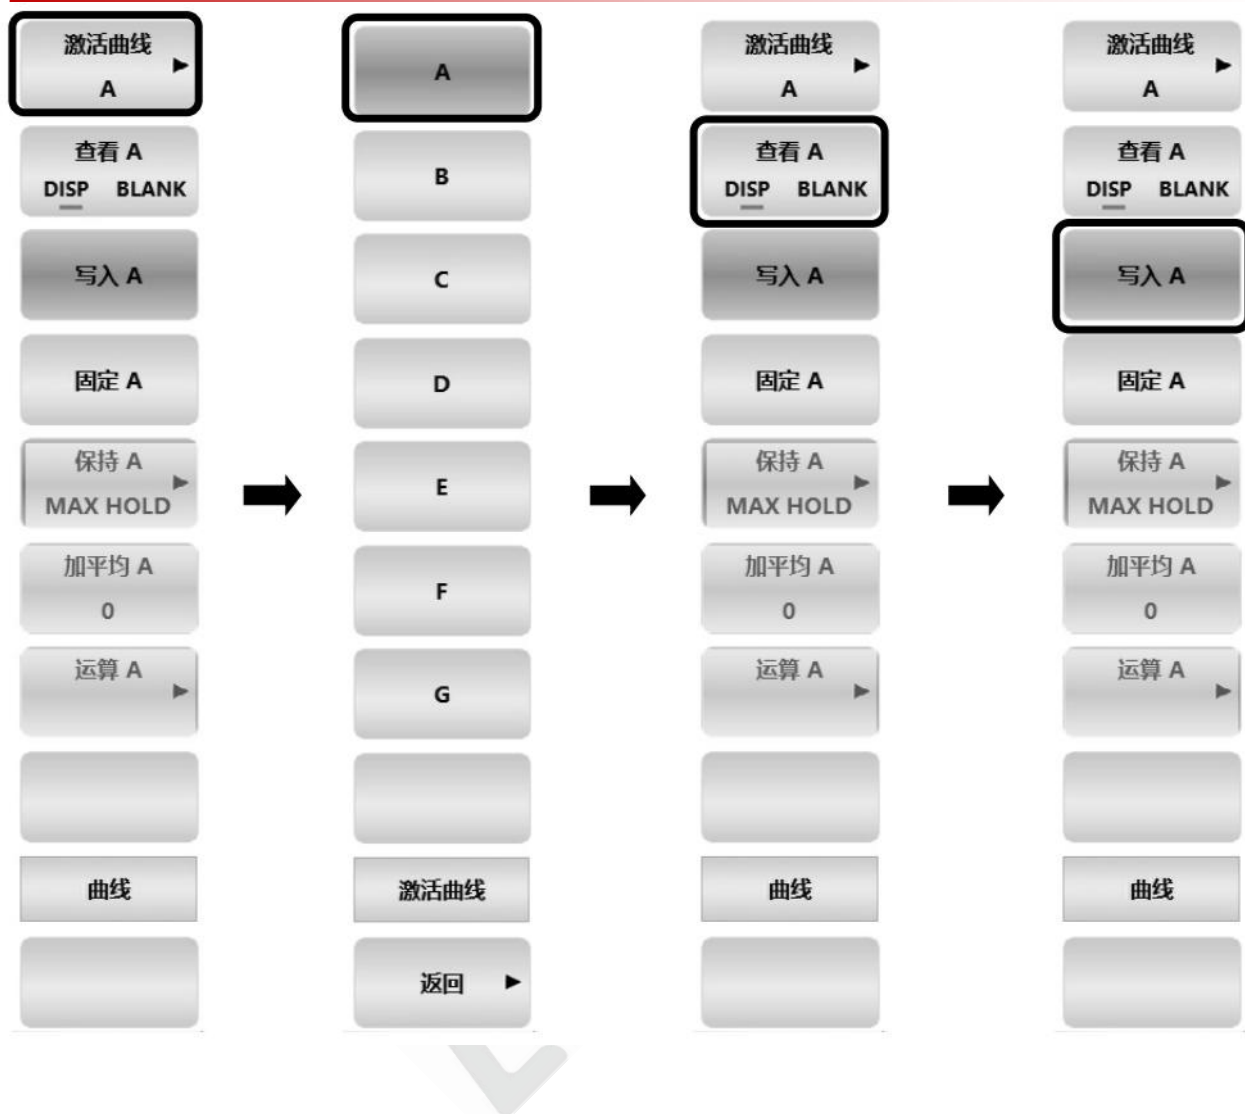 激活曲线
A
查看 A
DISP BLANK
写入 A
固定 A
保持 A
MAX HOLD
加平均 A
0
运算 A
曲线
A
B
C
D
E
F
G
激活曲线
返回
激活曲线
A
查看 A
DISP BLANK
写入 A
固定 A
保持 A
MAX HOLD
加平均 A
0
运算 A
曲线
激活曲线
A
查看 A
DISP BLANK
写入 A
固定 A
保持 A
MAX HOLD
加平均 A
0
运算 A
曲线